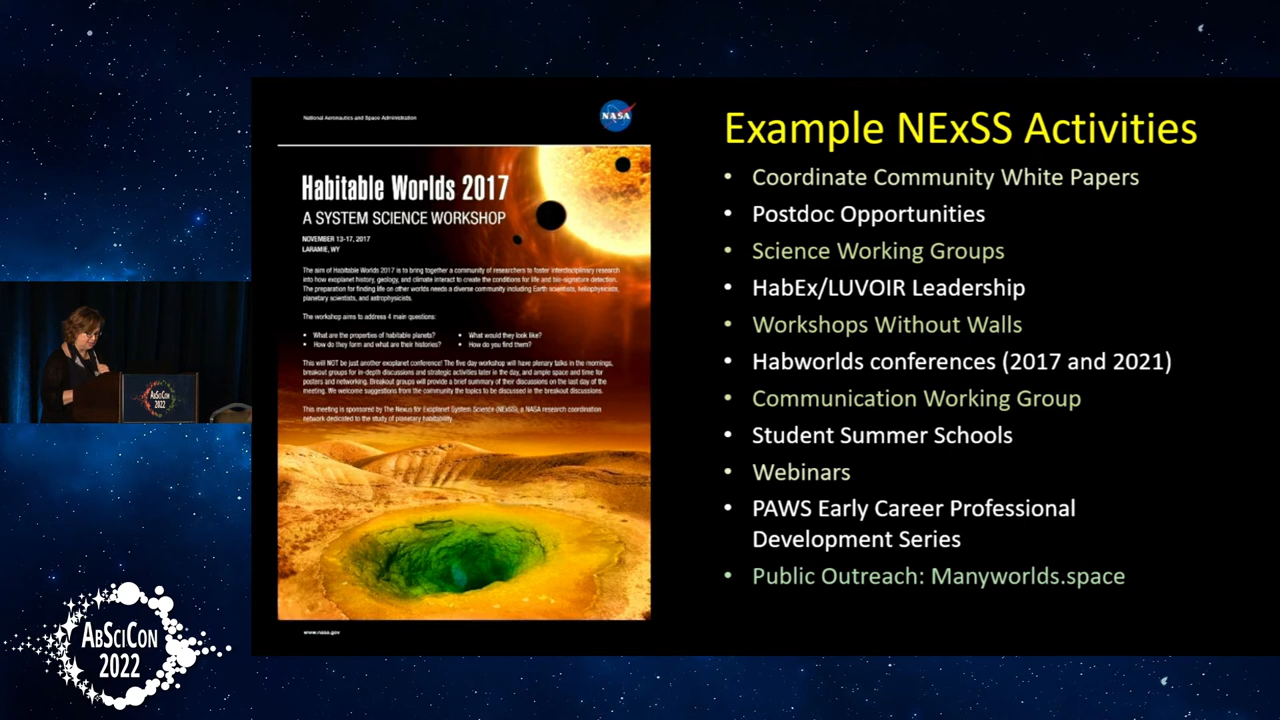 National Aeronautics and Space Administration
NASA
Habitable Worlds 2017
A SYSTEM SCIENCE WORKSHOP
NOVEMBER 13-17, 2017
LARAMIE, WY
The aim of Habitable Worlds 2017 is to bring together a community of researchers to foster interdisciplinary research
into how exoplanet history, geology, and climate interact to create the conditions for life and bio-signature detection.
The preparation for finding life on other worlds needs a diverse community including Earth scientists, heliophysicists,
planetary scientists, and astrophysicists.
The workshop aims to address 4 main questions:
• What are the properties of habitable planets?
• How do they form and what are their histories?
• What would they look like?
• How do you find them?
This will NOT be just another exoplanet conference! The five day workshop will have plenary talks in the mornings,
breakout groups for in-depth discussions and strategic activities later in the day, and ample space and time for
posters and networking. Breakout groups will provide a brief summary of their discussions on the last day of the
meeting. We welcome suggestions from the community the topics to be discussed in the breakout discussions.
This meeting is sponsored by The Nexus for Exoplanet System Science (NExSS), a NASA research coordination
network dedicated to the study of planetary habitability.
www.nasa.gov
Example NExSS Activities
• Coordinate Community White Papers
• Postdoc Opportunities
• Science Working Groups
• HabEx/LUVOIR Leadership
• Workshops Without Walls
• Habworlds conferences (2017 and 2021)
• Communication Working Group
• Student Summer Schools
• Webinars
• PAWS Early Career Professional
Development Series
• Public Outreach: Manyworlds.space
ABSCICON
2022
ABSCICON
2022